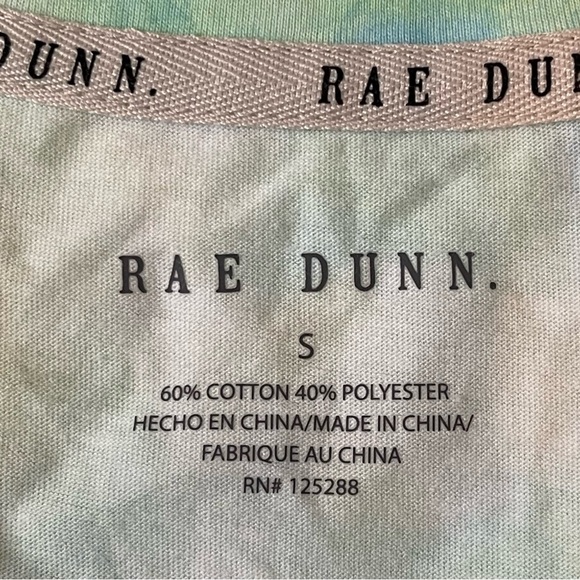 DUNN. RAE DUN
RAE DUNN.
S
60% COTTON 40% POLYESTER
HECHO EN CHINA/MADE IN CHINA/
FABRIQUE AU CHINA
RN# 125288